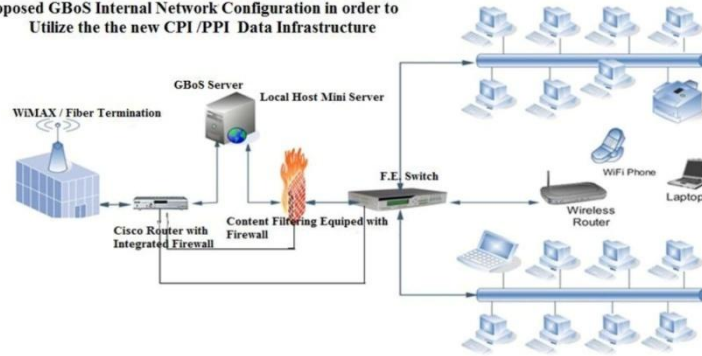 oposed GBoS Internal Network Configuration in order to
Utilize the the new CPI /PPI Data Infrastructure
GBoS Server
Local Host Mini Server
WiMAX / Fiber Termination
F.E. Switch
WiFi Phone
Laptop
Wireless
Router
Content Filtering Equiped with
Firewall
Cisco Router with
Integrated Firewall